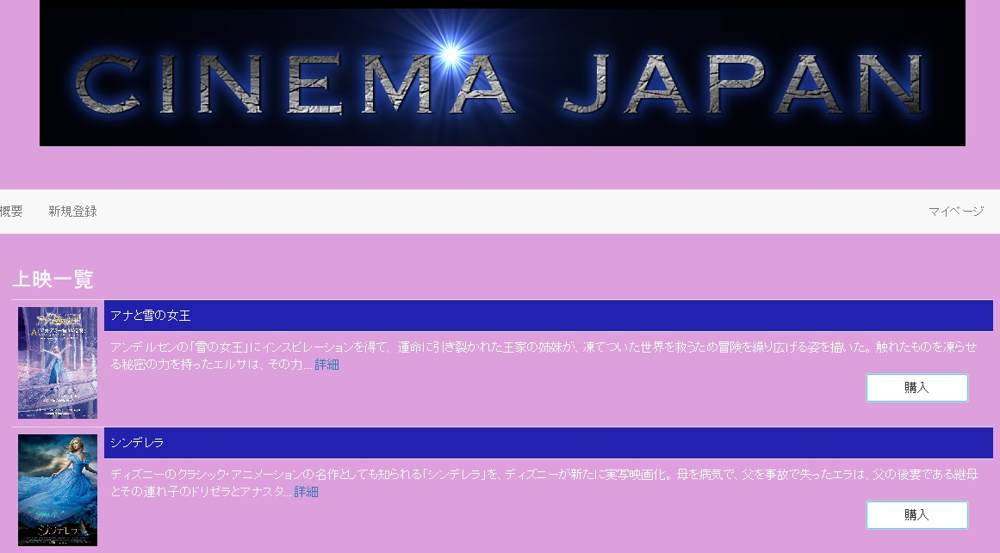 CINEMA JAPAN
概要 新規登録 マイページ
上映一覧
アナと雪の女王
アンデルセンの「雪の女王」にインスピレーションを得て、 運命に引き裂かれた王家の姉妹が、凍てついた世界を救うため冒険を繰り広げる姿を描いた。 触れたものを凍らせ
る秘密の力を持ったエルサは、その力... 詳細
購入
シンデレラ
ディズニーのクラシック・アニメーションの名作としても知られる「シンデレラ」を、ディズニーが新たに実写映画化。 母を病気で、父を事故で失ったエラは、父の後妻である継母
とその連れ子のドリゼラとアナスタ... 詳細
シンデレラ
購入